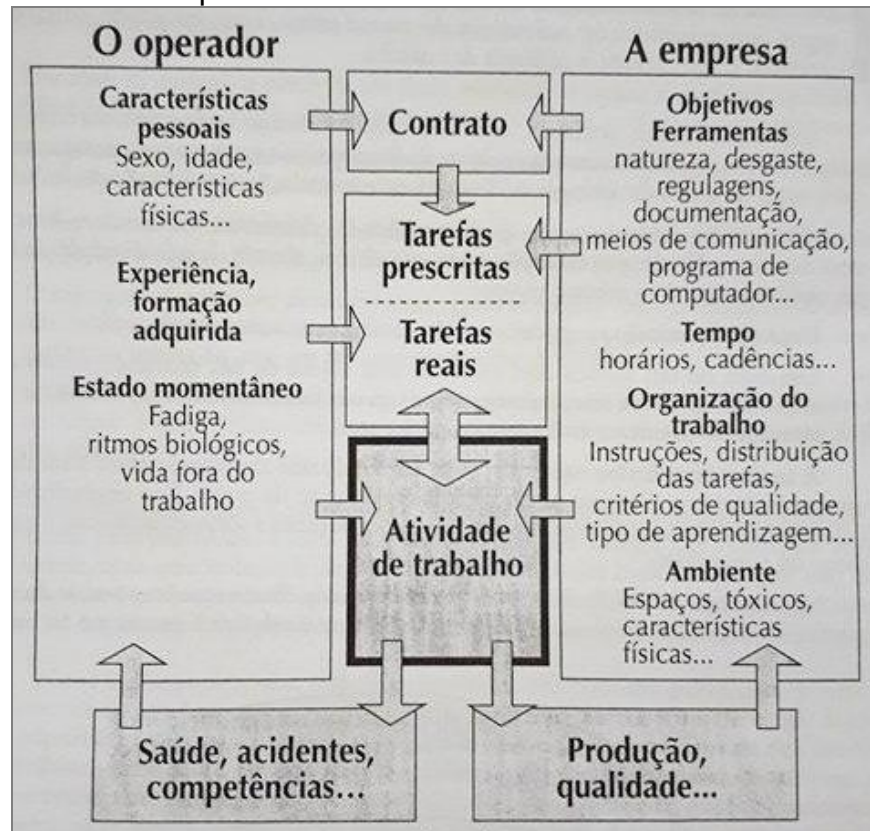 O operador
Características
pessoais
Sexo, idade,
características
físicas...
Experiência,
formação
adquirida
Estado momentâneo
Fadiga,
ritmos biológicos,
vida fora do
trabalho
Contrato
Tarefas
prescritas
Tarefas
reais
Atividade
de trabalho
A empresa
Objetivos
Ferramentas
natureza, desgaste,
regulagens,
documentação,
meios de comunicação,
programa de
computador...
Tempo
horários, cadências...
Organização do
trabalho
Instruções, distribuição
das tarefas,
critérios de qualidade,
tipo de aprendizagem...
Ambiente
Espaços, tóxicos,
características
físicas...
Saúde, acidentes,
competências...
Produção,
qualidade...